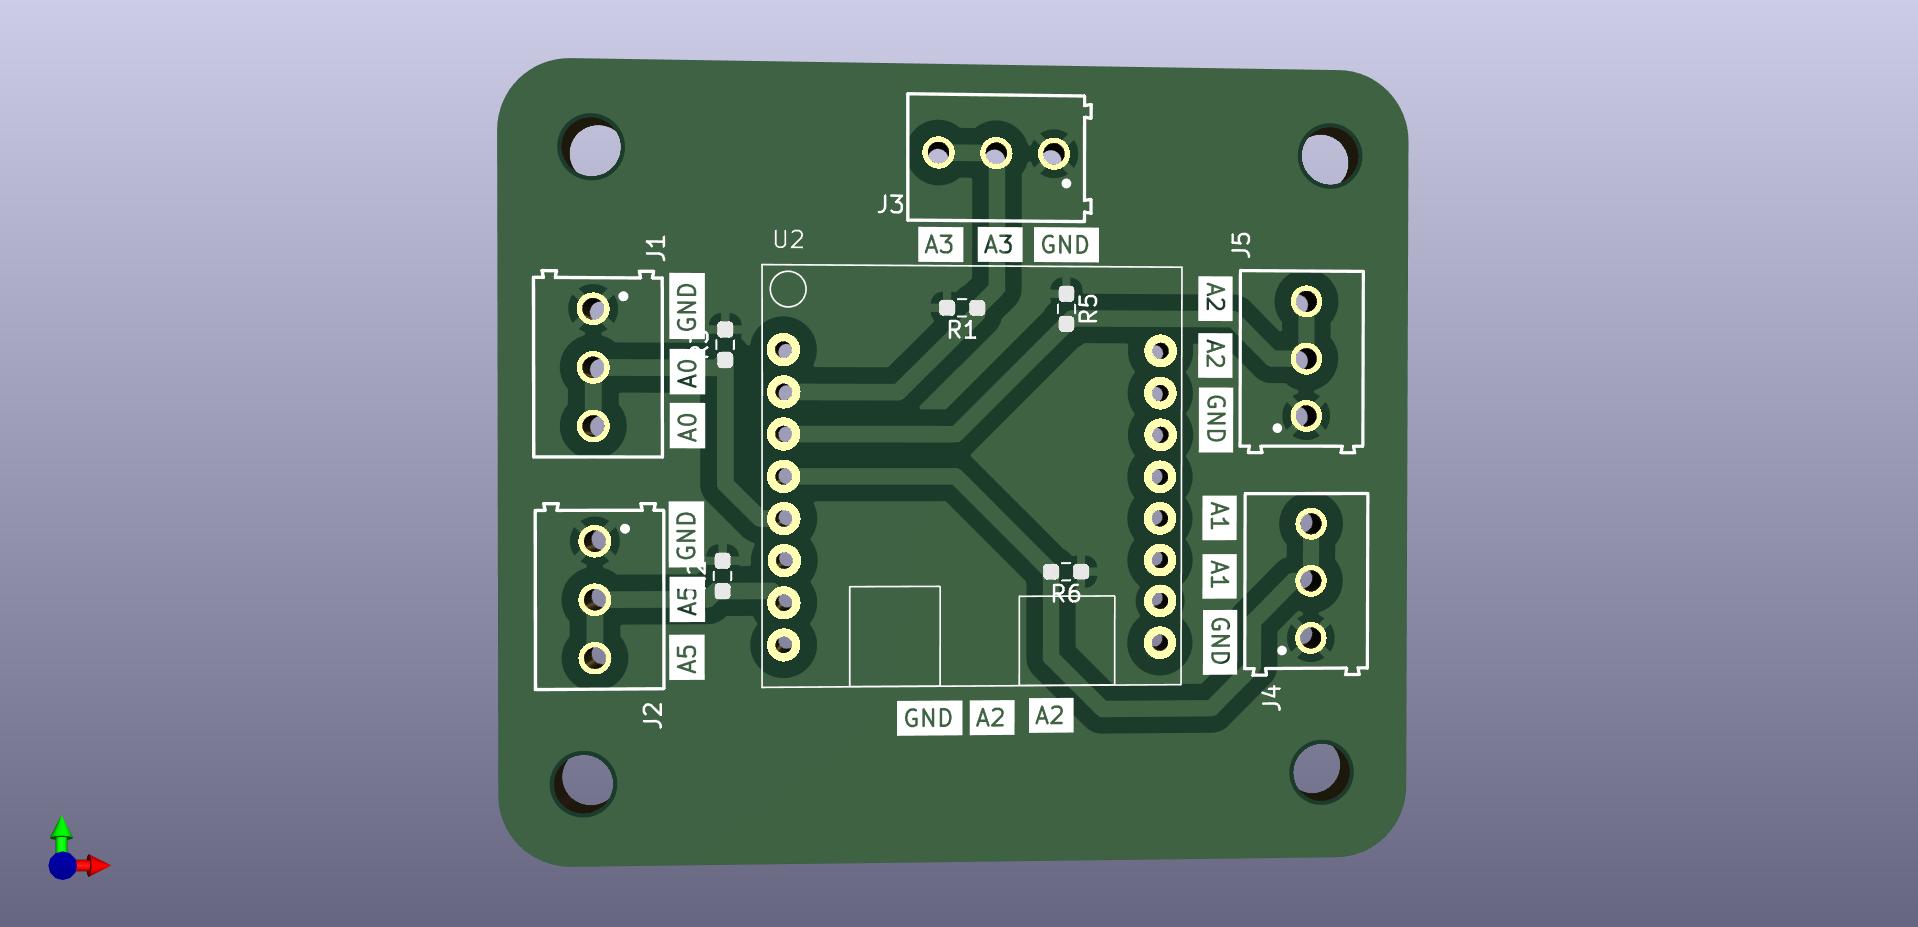 J3
A3 A3 GND
U2
J1
J5
GND
A0
A0
R1
R5
A2
A2
GND
GND
A5
A5
A1
A1
GND
R6
J2
J4
GND A2 A2